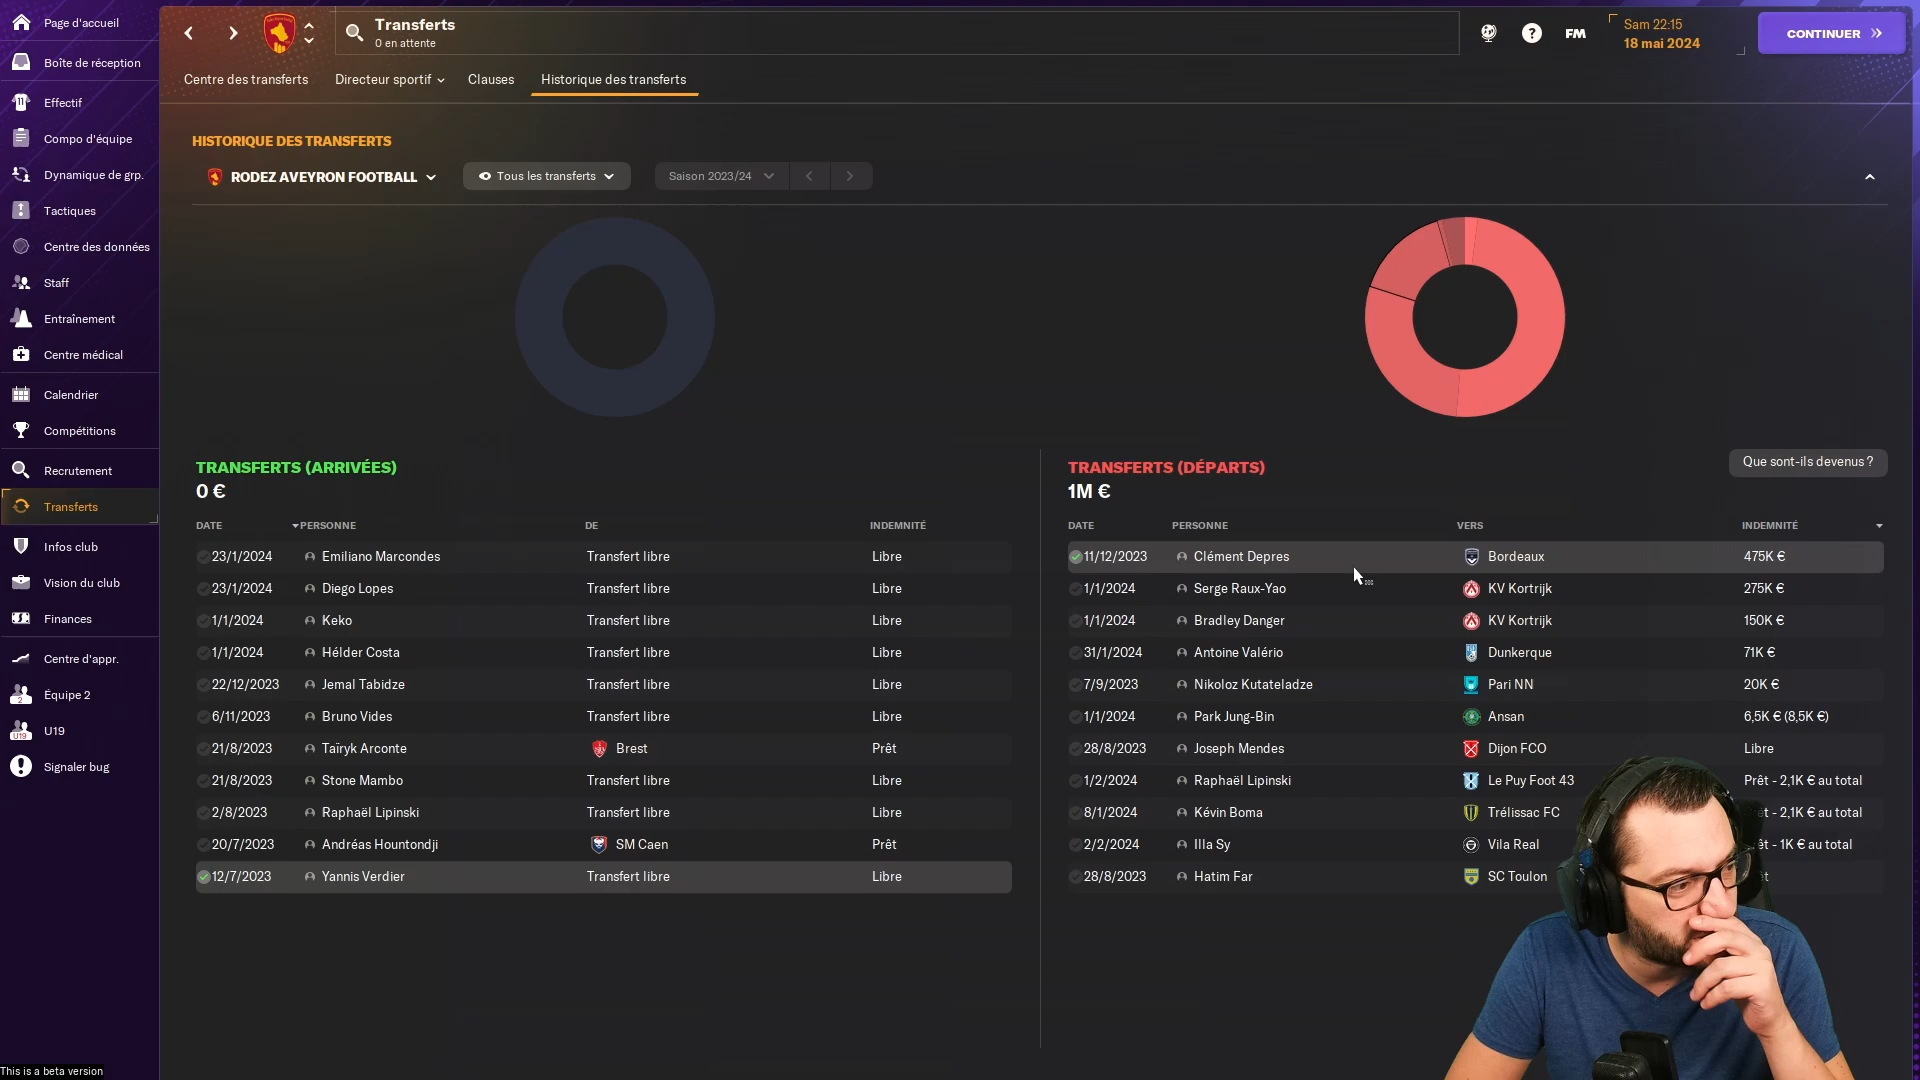 Page d'accueil
Boîte de réception
Effectif
Compo d'équipe
Dynamique de grp.
Tactiques
Centre des données
Staff
Entraînement
Centre médical
Calendrier
Compétitions
Recrutement
Transferts
Infos club
Vision du club
Finances
Centre d'appr.
Équipe 2
U19
Signaler bug
This is a beta version
Transferts
0 en attente
FM
Sam 22:15
18 mai 2024
CONTINUER
Centre des transferts Directeur sportif Clauses Historique des transferts
HISTORIQUE DES TRANSFERTS
RODEZ AVEYRON FOOTBALL Tous les transferts Saison 2023/24
TRANSFERTS (ARRIVÉES)
0 €
DATE PERSONNE DE INDEMNITÉ
23/1/2024 Emiliano Marcondes Transfert libre Libre
23/1/2024 Diego Lopes Transfert libre Libre
1/1/2024 Keko Transfert libre Libre
1/1/2024 Hélder Costa Transfert libre Libre
22/12/2023 Jemal Tabidze Transfert libre Libre
6/11/2023 Bruno Vides Transfert libre Libre
21/8/2023 Taïryk Arconte Brest Prêt
21/8/2023 Stone Mambo Transfert libre Libre
2/8/2023 Raphaël Lipinski Transfert libre Libre
20/7/2023 Andréas Hountondji SM Caen Prêt
12/7/2023 Yannis Verdier Transfert libre Libre
TRANSFERTS (DÉPARTS)
1M €
Que sont-ils devenus ?
DATE PERSONNE VERS INDEMNITÉ
11/12/2023 Clément Depres Bordeaux 475K €
1/1/2024 Serge Raux-Yao KV Kortrijk 275K €
1/1/2024 Bradley Danger KV Kortrijk 150K €
31/1/2024 Antoine Valério Dunkerque 71K €
7/9/2023 Nikoloz Kutateladze Pari NN 20K €
1/1/2024 Park Jung-Bin Ansan 6,5K € (8,5K €)
28/8/2023 Joseph Mendes Dijon FCO Libre
1/2/2024 Raphaël Lipinski Le Puy Foot 43 Prêt - 2,1K € au total
8/1/2024 Kévin Boma Trélissac FC - 2,1K € au total
2/2/2024 Illa Sy Vila Real - 1K € au total
28/8/2023 Hatim Far SC Toulon